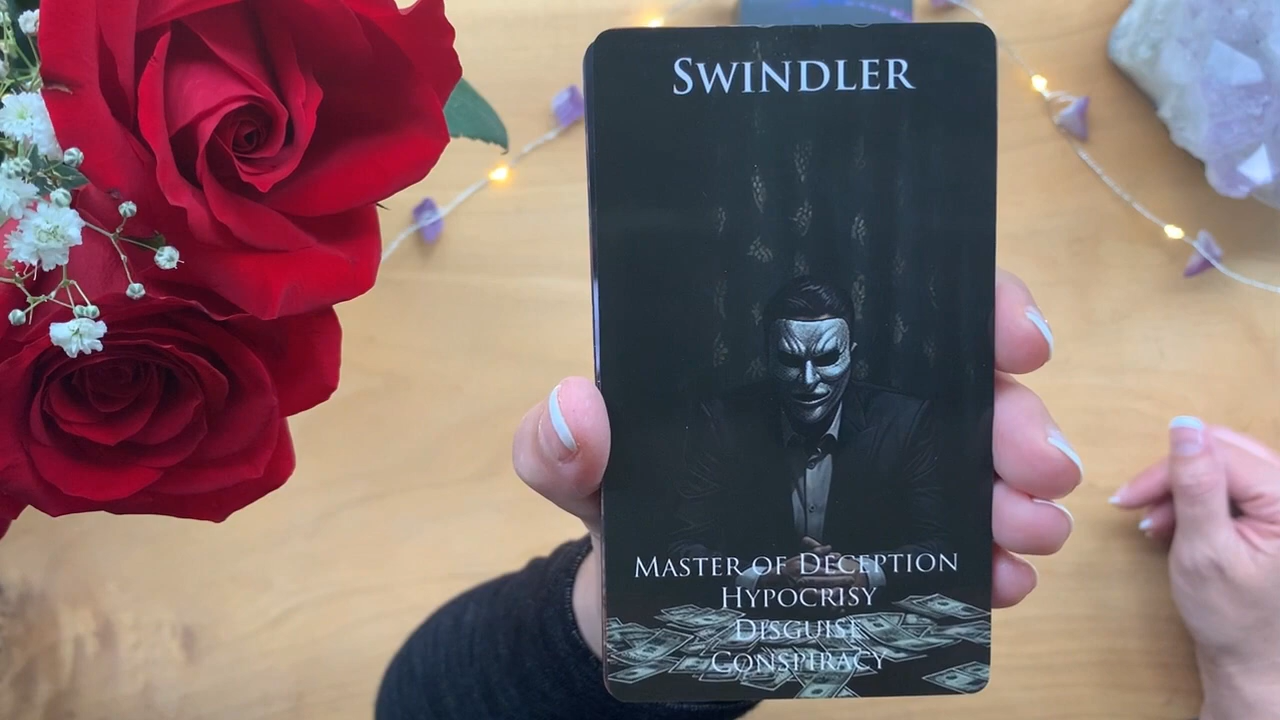 SWINDLER
MASTER OF DECEPTION
HYPOCRISY
DISGUISE
CONSPIRACY